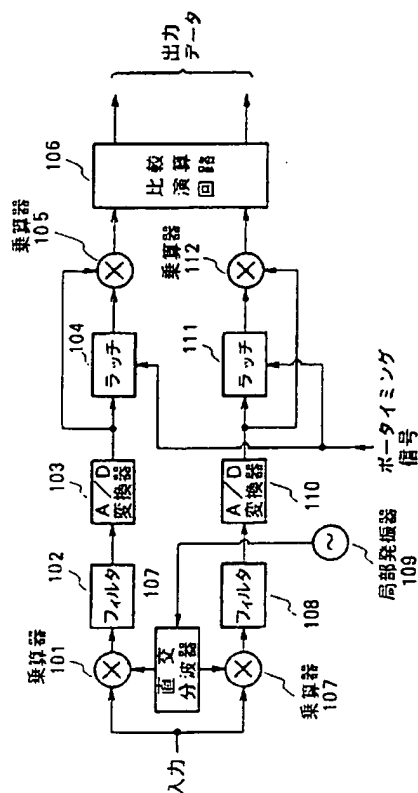 入力
乗算器
101
直交
分波器
乗算器
107
フィルタ
102
107
フィルタ
108
局部発振器
109
A/D
変換器
103
A/D
変換器
110
ラッチ
104
ラッチ
111
ボータイミング
信号
乗算器
105
乗算器
112
比較
演算
回路
106
出力
データ